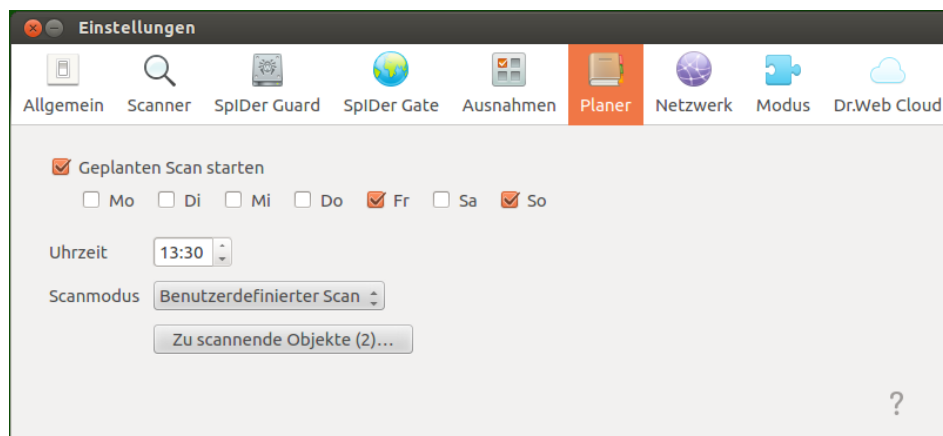 Einstellungen
Allgemein Scanner SpIDer Guard SpIDer Gate Ausnahmen Planer Netzwerk Modus Dr.Web Cloud
Geplanten Scan starten
Mo Di Mi Do Fr Sa So
Uhrzeit 13:30
Scanmodus Benutzerdefinierter Scan
Zu scannende Objekte (2)...
?